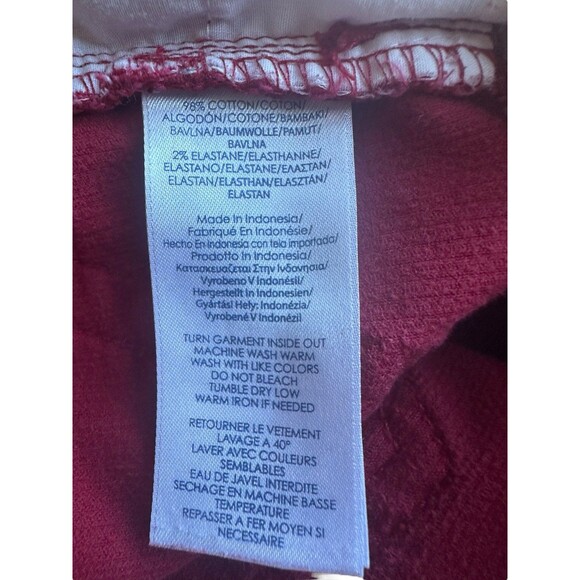 98% COTTON/COTON/
ALGODÓN/COTONE/BAMBAKI/
BAVLNA/BAUMWOLLE/PAMUT/
BAVLNA
2% ELASTANE/ELASTHANNE/
ELASTANO/ELASTANE/ΕΛΑΣΤΑΝ/
ELASTAN/ELASTHAN/ELASZTÁN/
ELASTAN
Made In Indonesia/
Fabriqué En Indonésie/
Hecho En Indonesia con tela importada/
Prodotto In Indonesia/
Κατασκευαζεται Στην Ινδονησια/
Vyrobeno V Indonésii/
Hergestellt in Indonesien/
Gyártási Hely: Indonézia/
Vyrobené V Indonézií
TURN GARMENT INSIDE OUT
MACHINE WASH WARM
WASH WITH LIKE COLORS
DO NOT BLEACH
TUMBLE DRY LOW
WARM IRON IF NEEDED
RETOURNER LE VETEMENT
LAVAGE A 40º
LAVER AVEC COULEURS
SEMBLABLES
EAU DE JAVEL INTERDITE
SECHAGE EN MACHINE BASSE
TEMPERATURE
REPASSER A FER MOYEN SI
NECESSAIRE